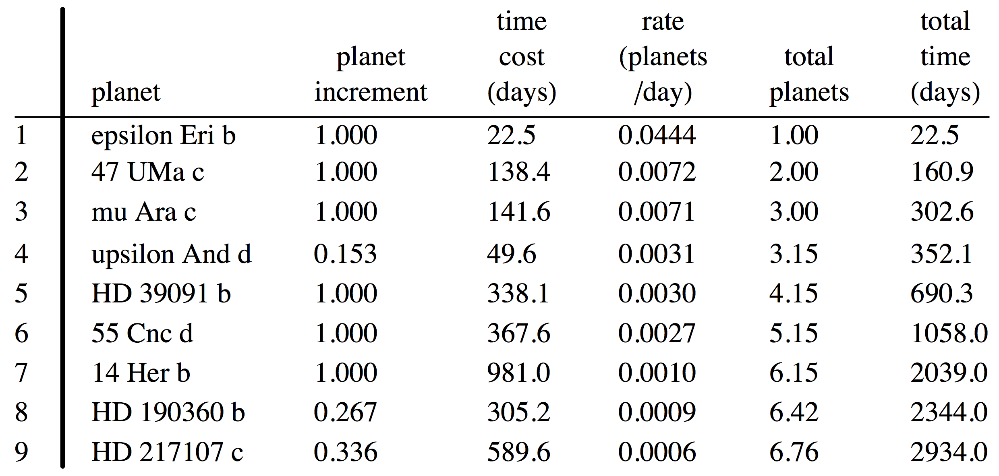 time rate total
planet cost (planets total time
planet increment (days) /day) planets (days)
1 epsilon Eri b 1.000 22.5 0.0444 1.00 22.5
2 47 UMa c 1.000 138.4 0.0072 2.00 160.9
3 mu Ara c 1.000 141.6 0.0071 3.00 302.6
4 upsilon And d 0.153 49.6 0.0031 3.15 352.1
5 HD 39091 b 1.000 338.1 0.0030 4.15 690.3
6 55 Cnc d 1.000 367.6 0.0027 5.15 1058.0
7 14 Her b 1.000 981.0 0.0010 6.15 2039.0
8 HD 190360 b 0.267 305.2 0.0009 6.42 2344.0
9 HD 217107 c 0.336 589.6 0.0006 6.76 2934.0